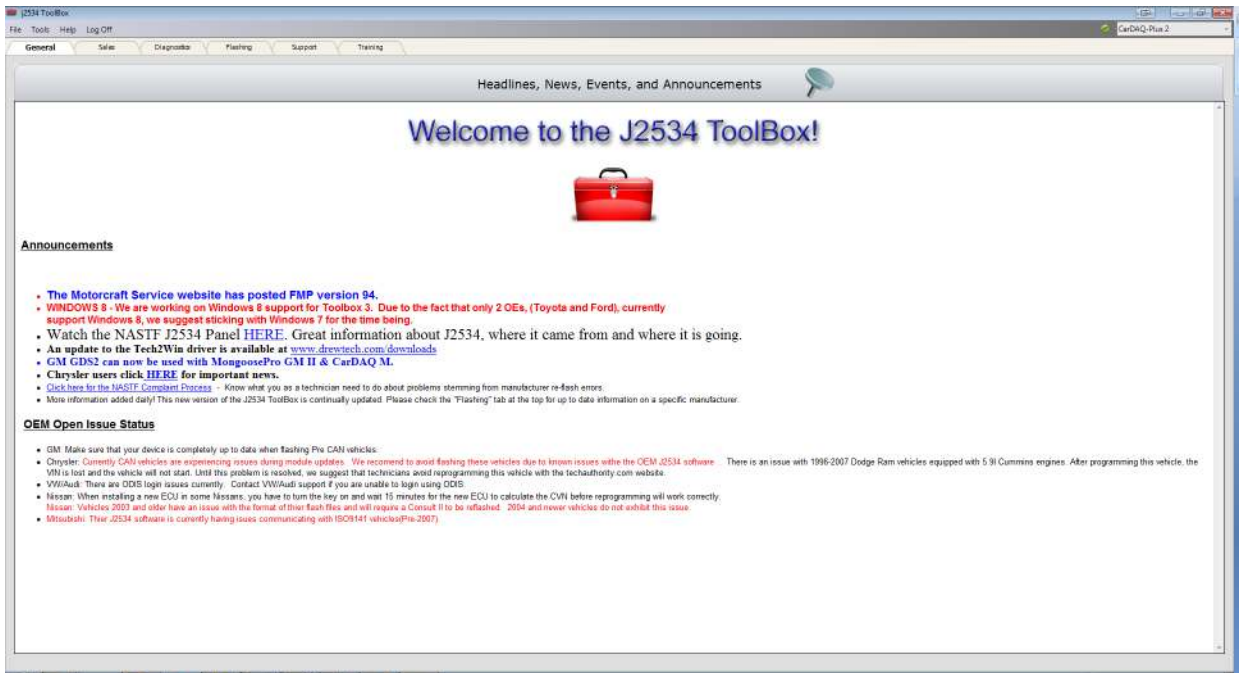 j2534 ToolBox
File Tools Help Log Off
CarDAQ-Plus 2
General Sales Diagnostics Flashing Support Training
Headlines, News, Events, and Announcements
Welcome to the J2534 ToolBox!
Announcements
The Motorcraft Service website has posted FMP version 94.
WINDOWS 8 - We are working on Windows 8 support for Toolbox 3. Due to the fact that only 2 OEs, (Toyota and Ford), currently
support Windows 8, we suggest sticking with Windows 7 for the time being.
Watch the NASTF J2534 Panel HERE. Great information about J2534, where it came from and where it is going.
An update to the Tech2Win driver is available at www.drewtech.com/downloads
GM GDS2 can now be used with MongoosePro GM II & CarDAQ M.
Chrysler users click HERE for important news.
Click here for the NASTF Complaint Process - Know what you as a technician need to do about problems stemming from manufacturer re-flash errors.
More information added daily! This new version of the J2534 ToolBox is continually updated. Please check the "Flashing" tab at the top for up to date information on a specific manufacturer.
OEM Open Issue Status
GM: Make sure that your device is completely up to date when flashing Pre CAN vehicles.
Chrysler: Currently CAN vehicles are experiencing issues during module updates. We recomend to avoid flashing these vehicles due to known issues withe the OEM J2534 software. There is an issue with 1996-2007 Dodge Ram vehicles equipped with 5.9l Cummins engines. After programming this vehicle, the
VIN is lost and the vehicle will not start. Until this problem is resolved, we suggest that technicians avoid reprogramming this vehicle with the techauthority.com website.
VW/Audi: There are ODIS login issues currently. Contact VW/Audi support if you are unable to login using ODIS.
Nissan: When installing a new ECU in some Nissans, you have to turn the key on and wait 15 minutes for the new ECU to calculate the CVN before reprogramming will work correctly.
Nissan: Vehicles 2003 and older have an issue with the format of thier flash files and will require a Consult II to be reflashed. 2004 and newer vehicles do not exhibit this issue.
Mitsubishi: Thier J2534 software is currently having isues communicating with ISO9141 vehicles(Pre-2007)